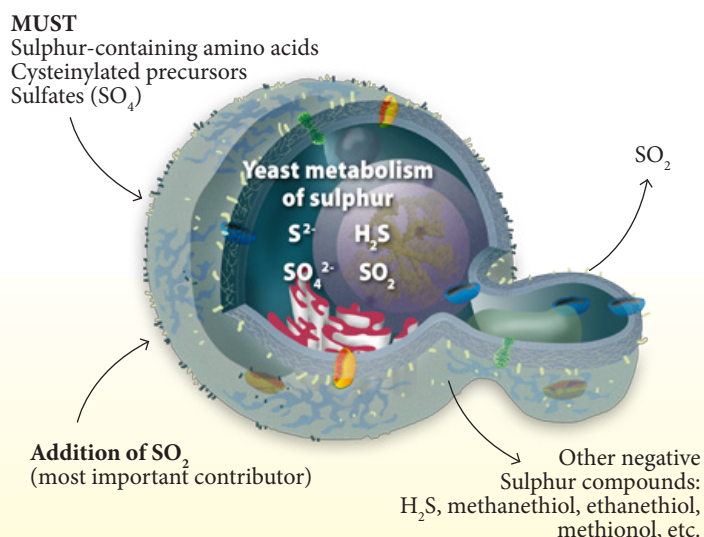 MUST
Sulphur-containing amino acids
Cysteinylated precursors
Sulfates (SO₄)
SO₂
Yeast metabolism
of sulphur
S²⁻ H₂S
SO₄²⁻ SO₂
Addition of SO₂
(most important contributor)
Other negative
Sulphur compounds:
H₂S, methanethiol, ethanethiol,
methionol, etc.